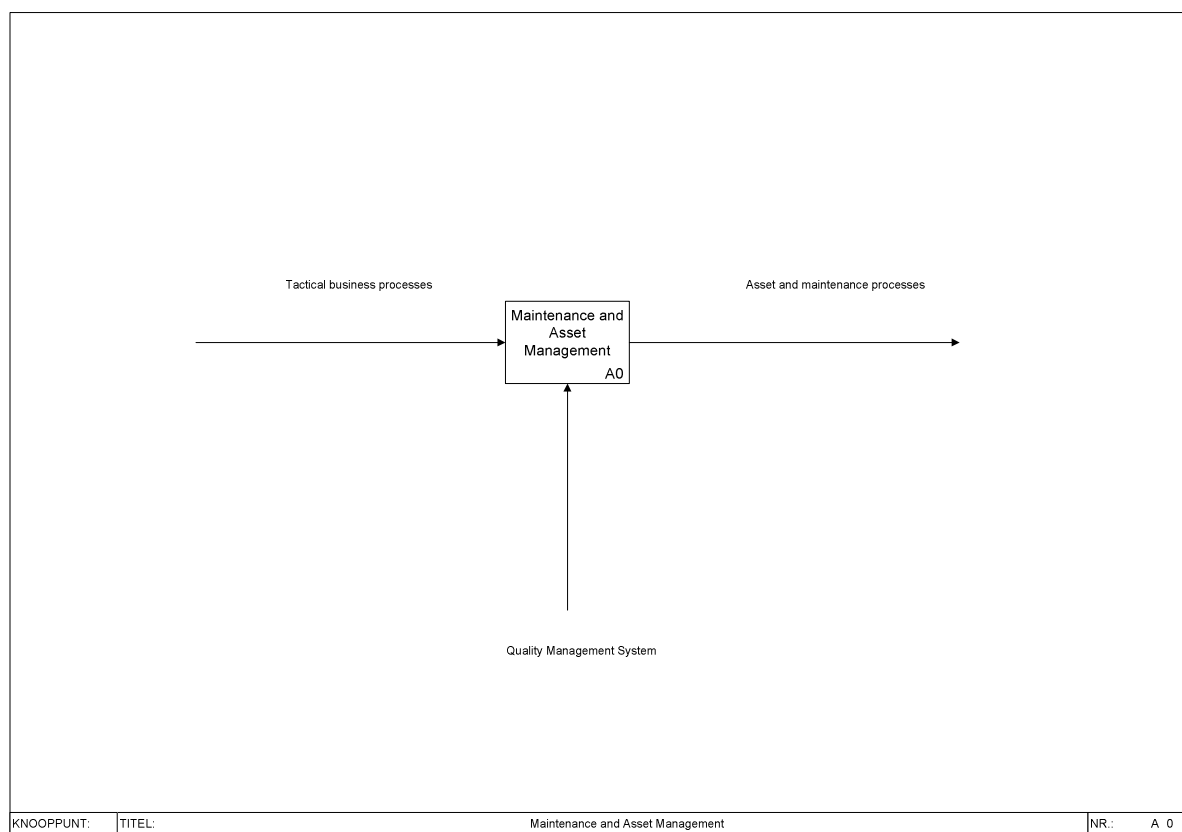 Tactical business processes
Asset and maintenance processes
Maintenance and
Asset
Management
A0
Quality Management System
KNOOPPUNT:
TITEL:
Maintenance and Asset Management
NR.:
A 0